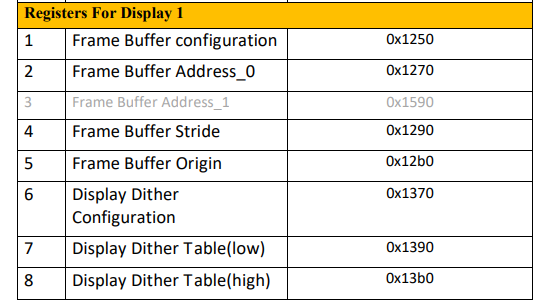 Registers For Display 1
1 Frame Buffer configuration 0x1250
2 Frame Buffer Address_0 0x1270
3 Frame Buffer Address_1 0x1590
4 Frame Buffer Stride 0x1290
5 Frame Buffer Origin 0x12b0
6 Display Dither 0x1370
Configuration
7 Display Dither Table(low) 0x1390
8 Display Dither Table(high) 0x13b0